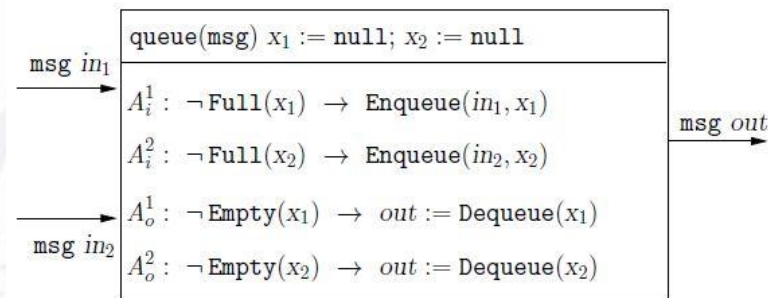 queue(msg) x₁ := null; x₂ := null
msg in₁
A¹ᵢ : ¬Full(x₁) → Enqueue(in₁, x₁)
msg out
A²ᵢ : ¬Full(x₂) → Enqueue(in₂, x₂)
A¹ₒ : ¬Empty(x₁) → out := Dequeue(x₁)
msg in₂
A²ₒ : ¬Empty(x₂) → out := Dequeue(x₂)